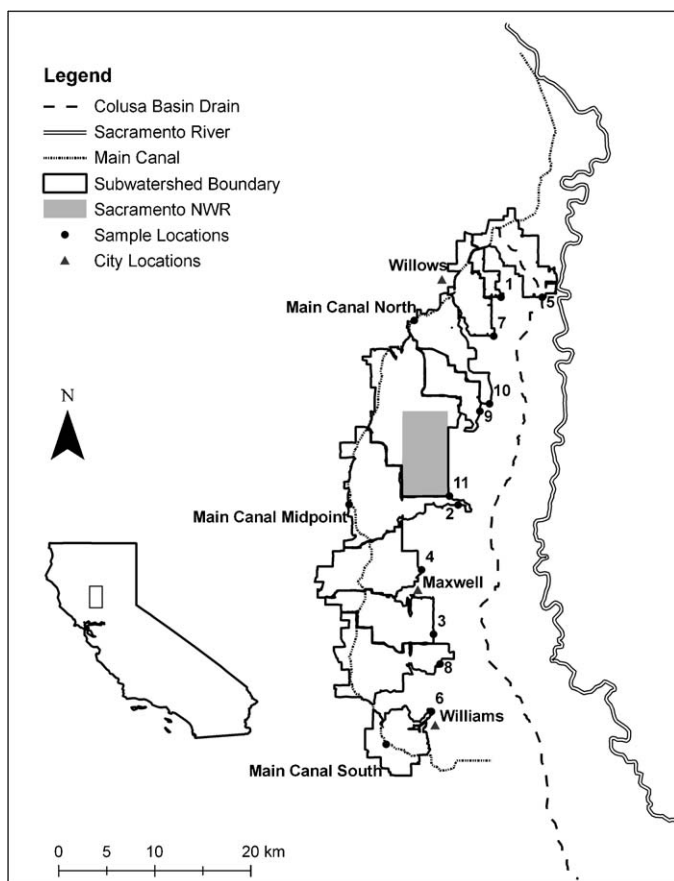 Legend
Colusa Basin Drain
Sacramento River
Main Canal
Subwatershed Boundary
Sacramento NWR
Sample Locations
City Locations
Willows
1
5
Main Canal North
7
10
9
N
11
2
Main Canal Midpoint
4
Maxwell
3
8
6
Williams
Main Canal South
0 5 10 20 km